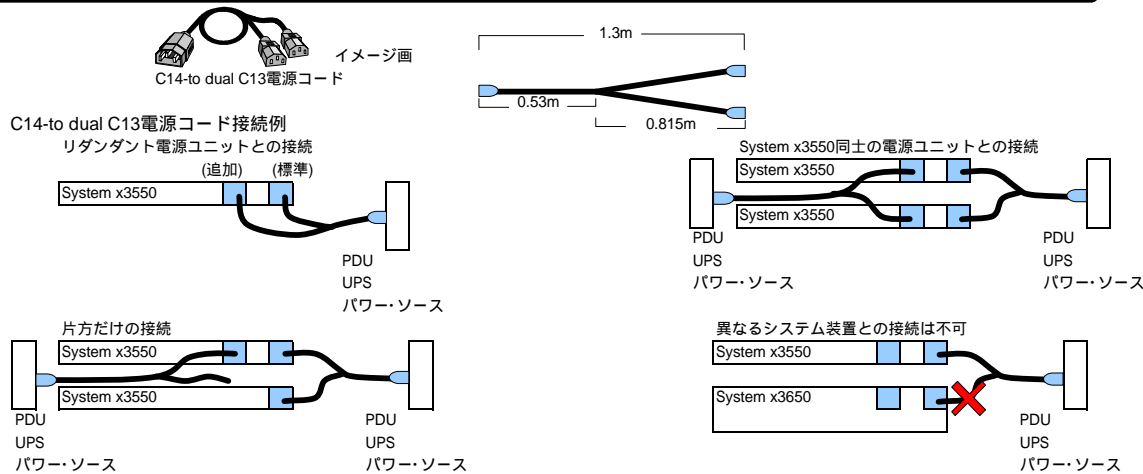 イメージ画
C14-to dual C13電源コード
1.3m
0.53m
0.815m
C14-to dual C13電源コード接続例
リダンダント電源ユニットとの接続
(追加) (標準)
System x3550
PDU
UPS
パワー・ソース
System x3550同士の電源ユニットとの接続
System x3550
System x3550
PDU
UPS
パワー・ソース
PDU
UPS
パワー・ソース
片方だけの接続
System x3550
System x3550
PDU
UPS
パワー・ソース
PDU
UPS
パワー・ソース
異なるシステム装置との接続は不可
System x3550
System x3650
PDU
UPS
パワー・ソース